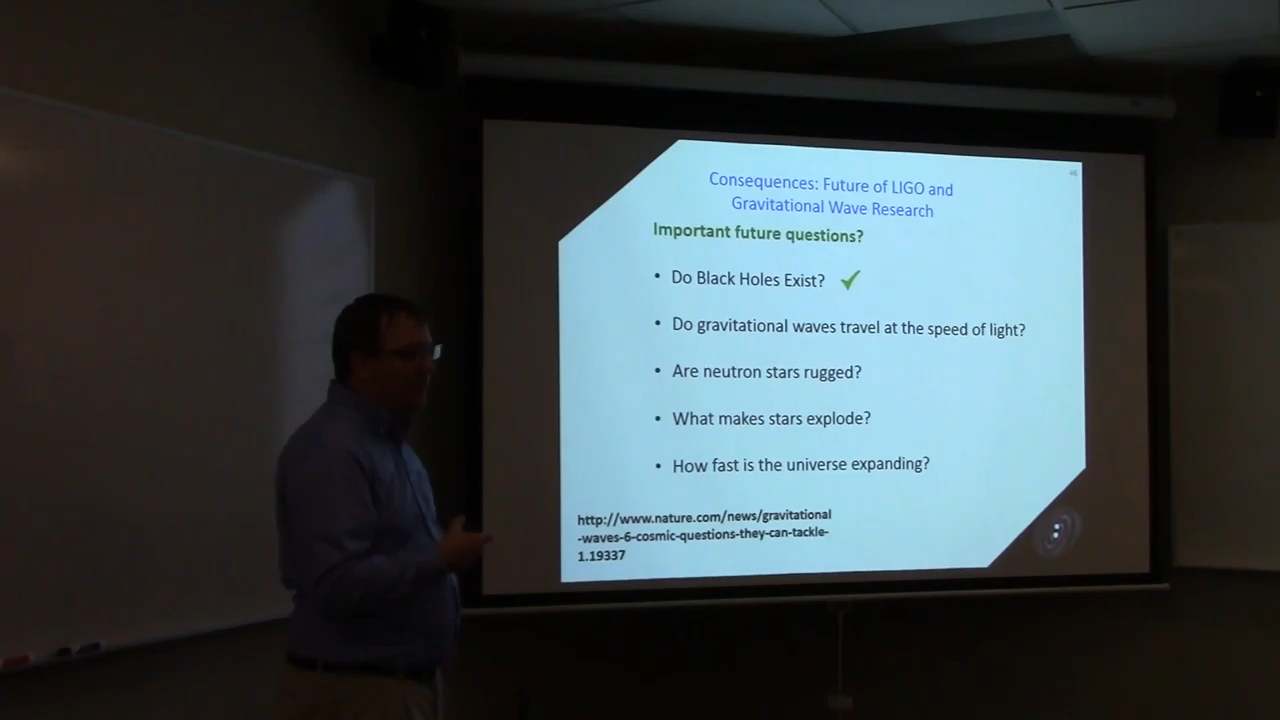 46
Consequences: Future of LIGO and
Gravitational Wave Research
Important future questions?
• Do Black Holes Exist? ✓
• Do gravitational waves travel at the speed of light?
• Are neutron stars rugged?
• What makes stars explode?
• How fast is the universe expanding?
http://www.nature.com/news/gravitational
-waves-6-cosmic-questions-they-can-tackle-
1.19337